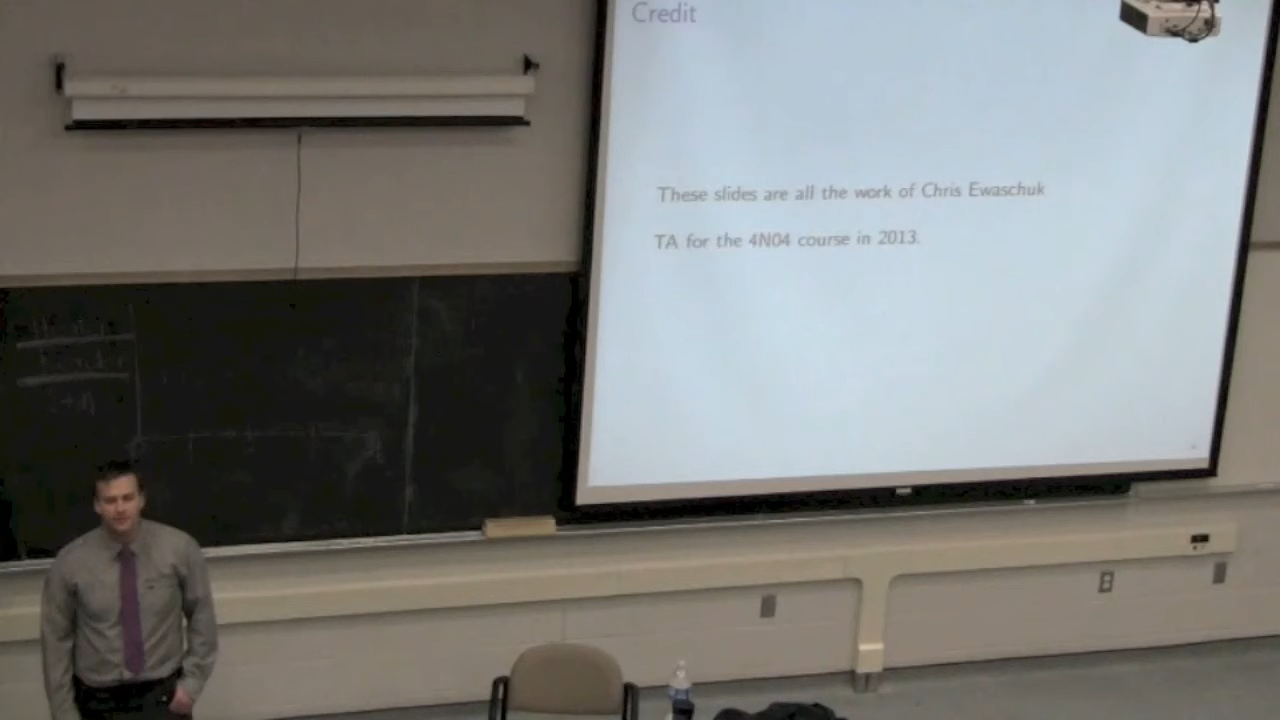 Credit
These slides are all the work of Chris Ewaschuk
TA for the 4N04 course in 2013.